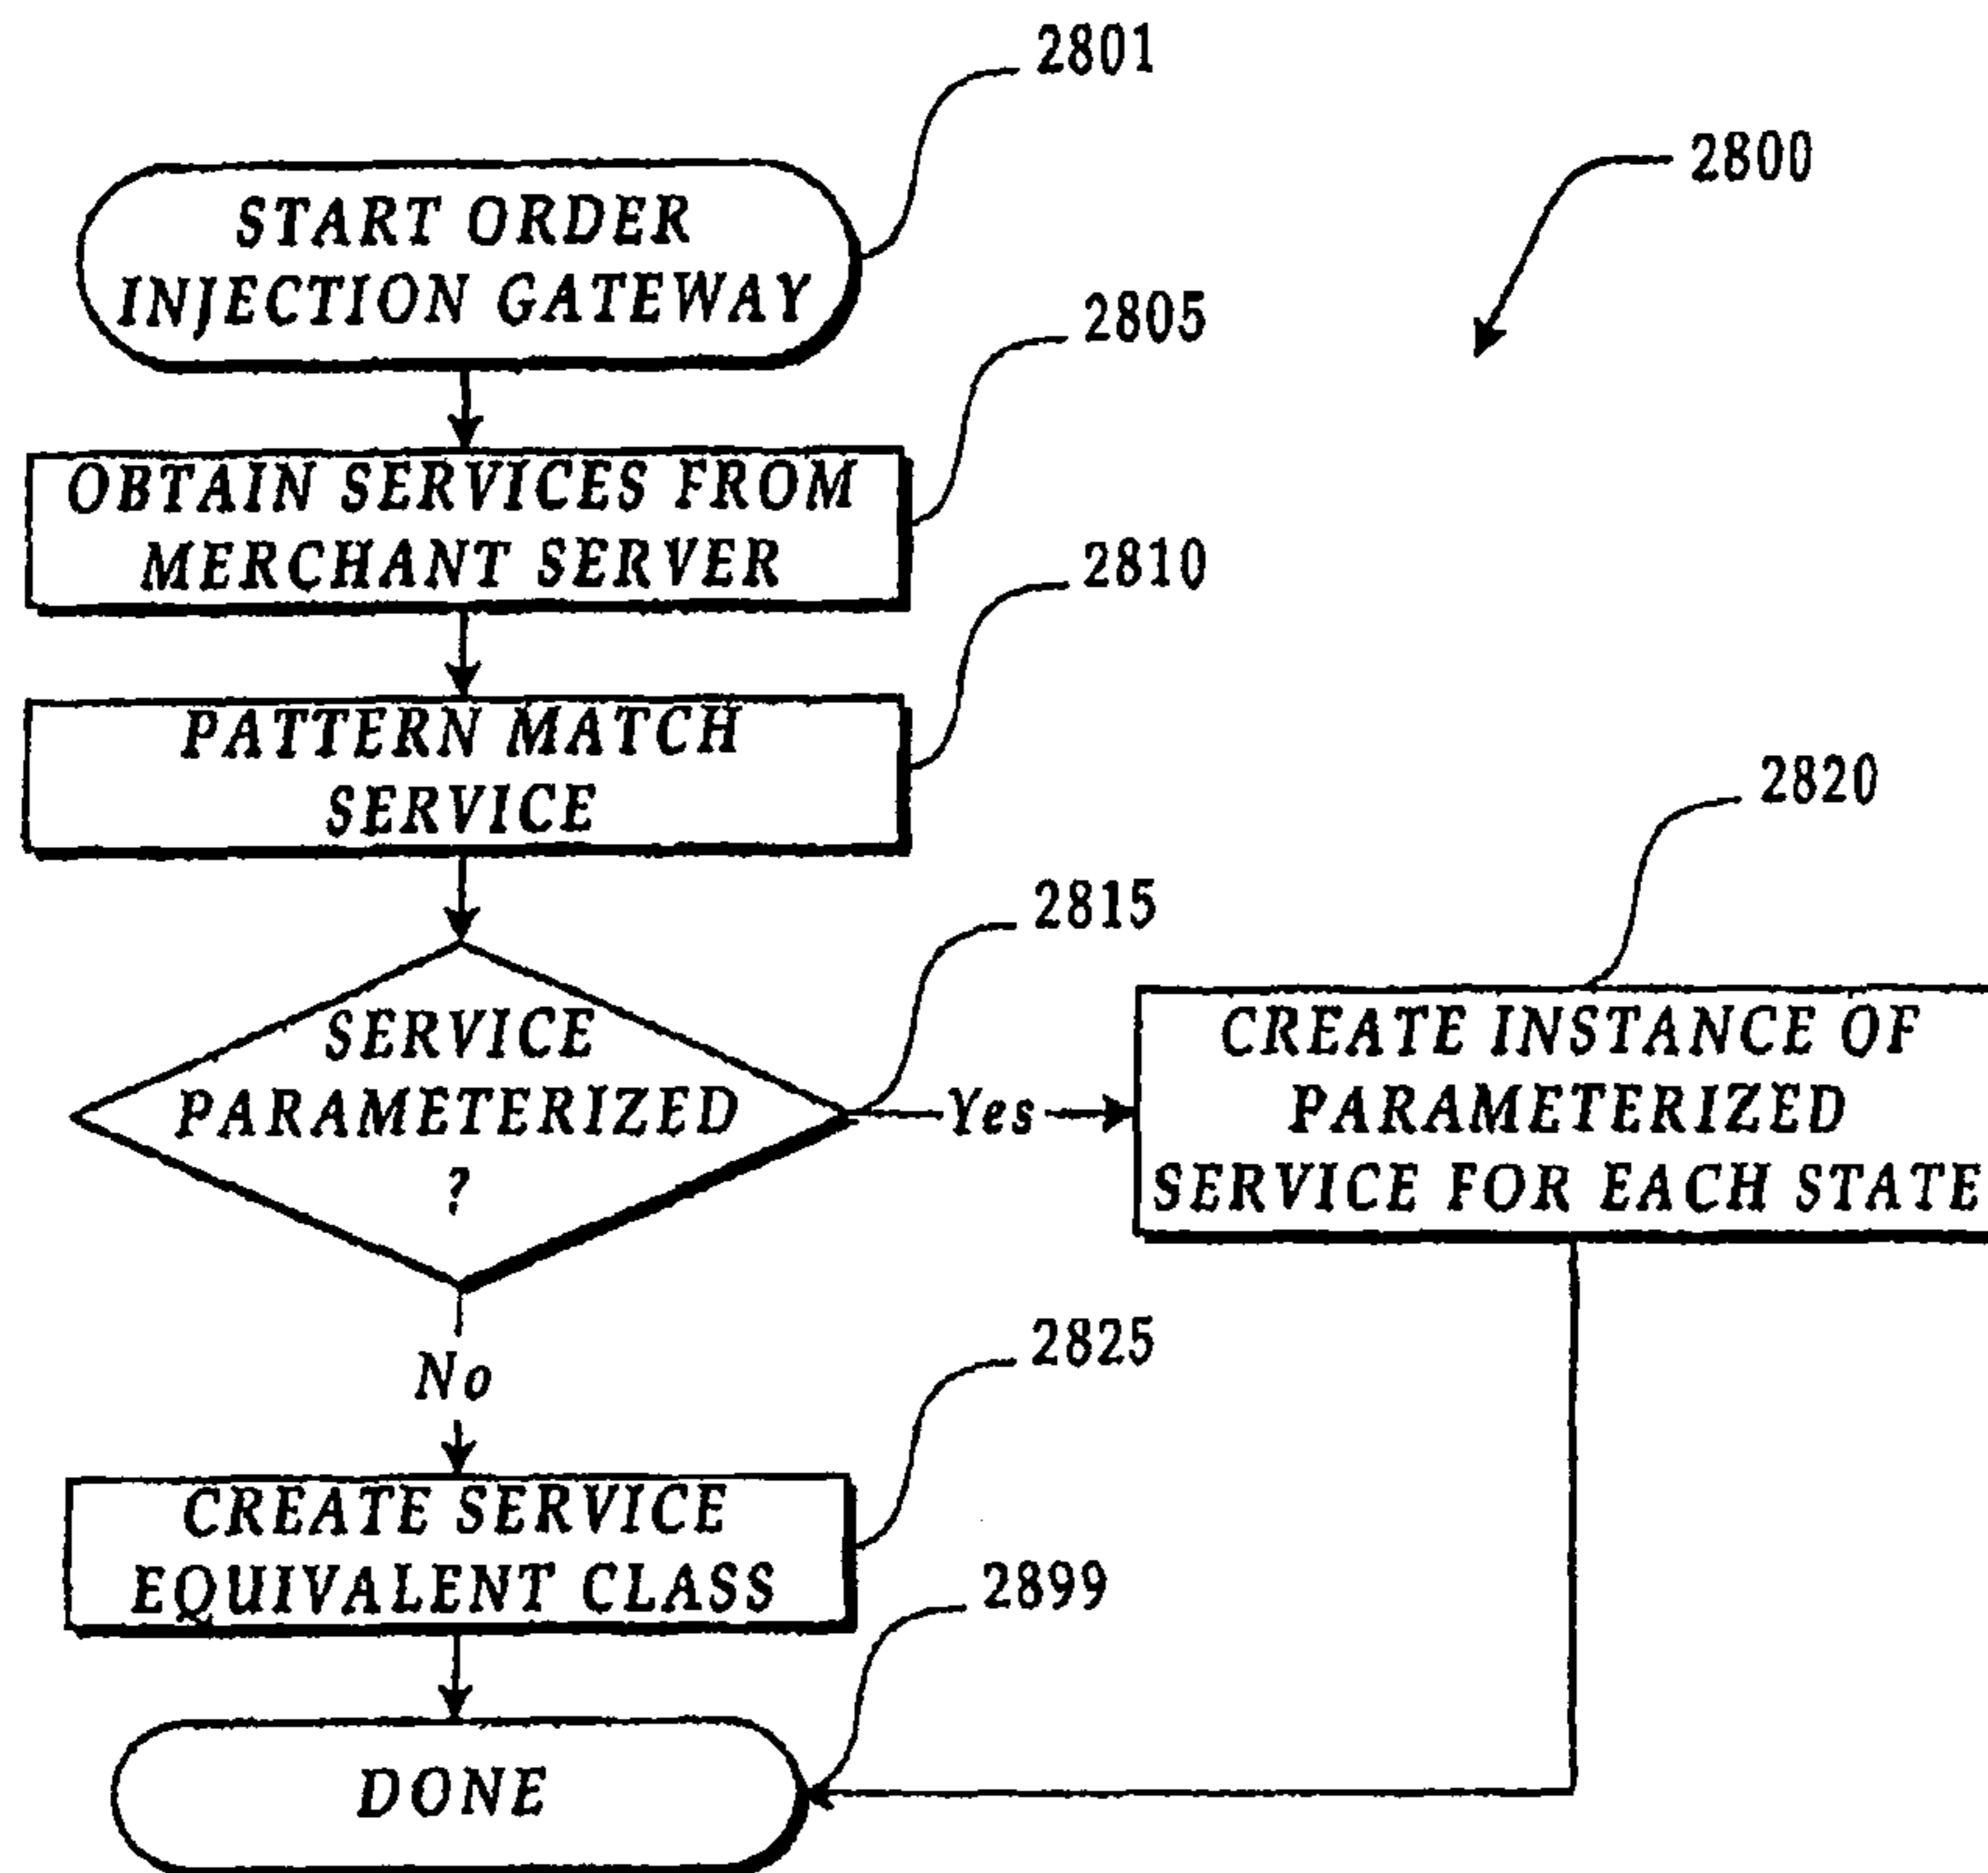 2801
2800
START ORDER
INJECTION GATEWAY
2805
OBTAIN SERVICES FROM
MERCHANT SERVER
2810
PATTERN MATCH
SERVICE
2815
SERVICE
PARAMETERIZED
?
Yes
2820
CREATE INSTANCE OF
PARAMETERIZED
SERVICE FOR EACH STATE
No
2825
CREATE SERVICE
EQUIVALENT CLASS
2899
DONE